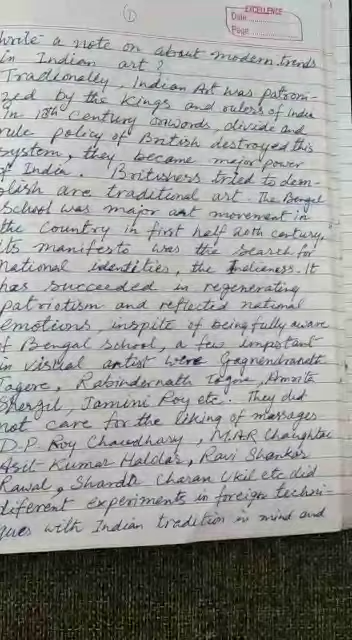 ①
EXCELLENCE
Date
Page
write a note on about modern trends
in Indian art ?
Traditionally, Indian Art was patroni-
zed by the Kings and rulers of India
In 18th Century onwords, divide and
rule policy of British destroyed this
system, they became major power
of India. Britishers tried to dem-
olish are traditional art. The Bengal
School was major art movement in
the country in first half 20th century,
its manifesto was the search for
national identities, the Indianess. It
has succeeded in regenerating
patriotism and reflected national
emotions, inspite of being fully aware
of Bengal school, a few important
in visual artist were Gagnendranath
Tagore, Rabindernath Tagore, Amrita
Shergil, Jamini Roy etc. They did
not care for the liking of massages
D.P. Roy Chaudhary, M.A.R Chaughtai
Asit Kumar Haldar, Ravi Shankar
Rawal, Sharda Charan Ukil etc did
different experiments in foreign techni-
ques with Indian tradition in mind and